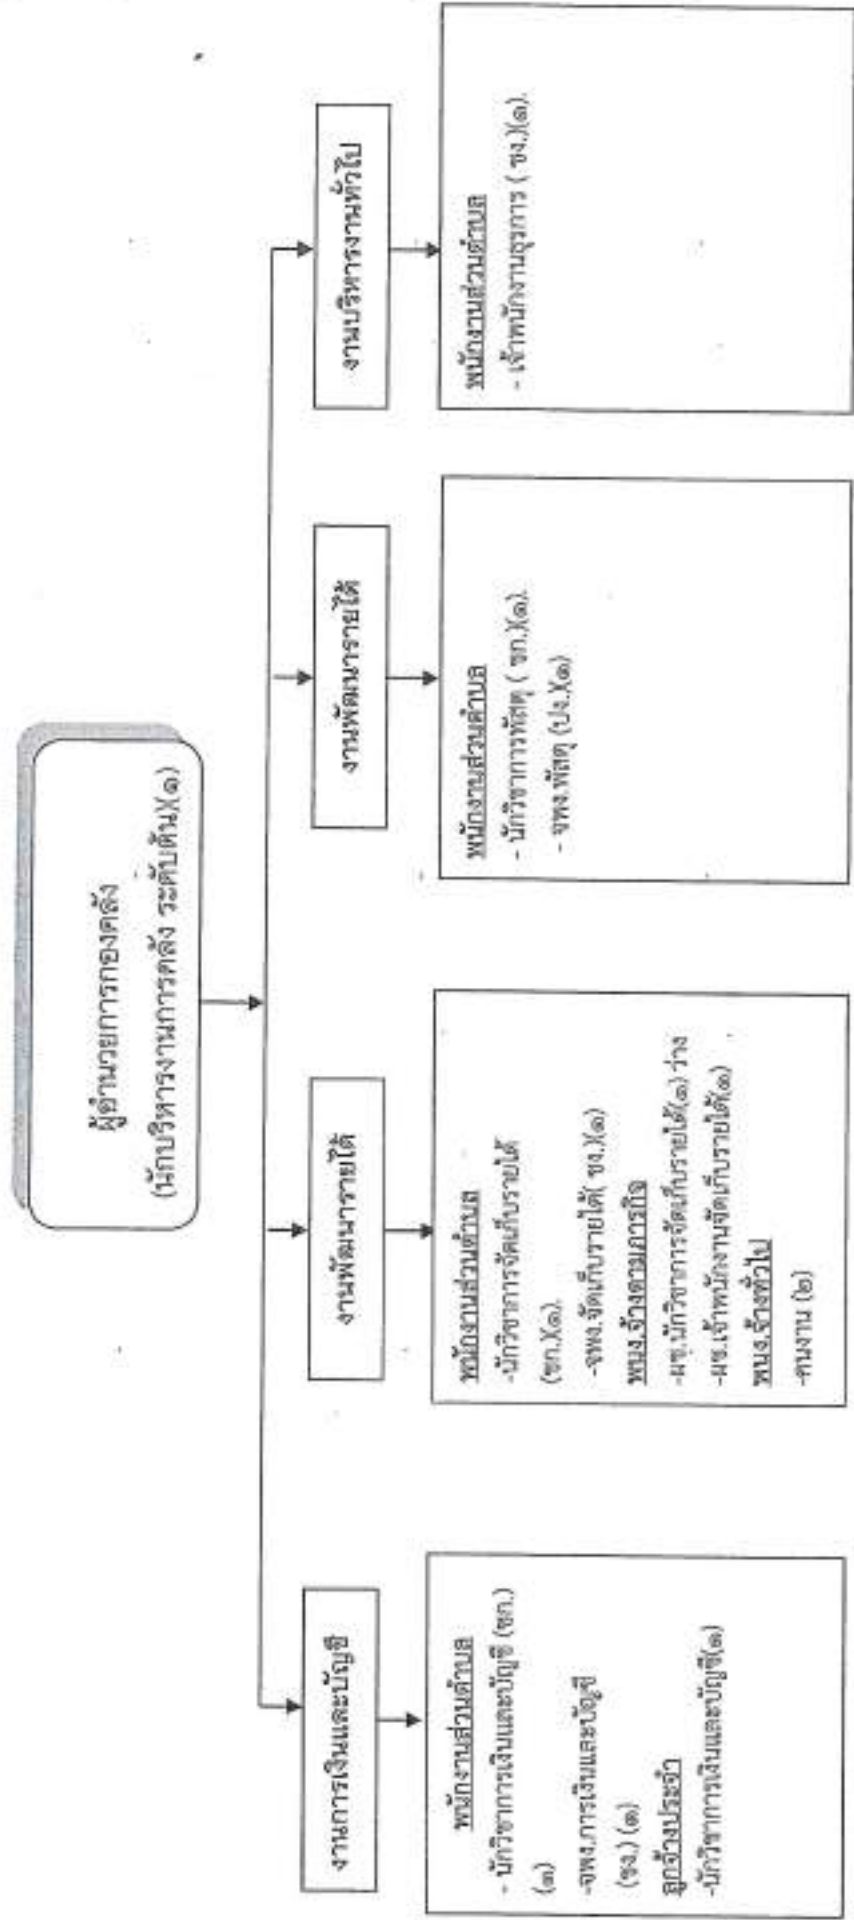 ผู้อำนวยการกองคลัง
(นักบริหารงานการคลัง ระดับต้น)(๑)
งานการเงินและบัญชี
พนักงานส่วนตำบล
- นักวิชาการเงินและบัญชี (ชก.)
(๑)
-จพง.การเงินและบัญชี
(ชง.) (๑)
ลูกจ้างประจำ
-นักวิชาการเงินและบัญชี(๑)
งานพัฒนารายได้
พนักงานส่วนตำบล
-นักวิชาการจัดเก็บรายได้
(ชก.)(๑).
-จพง.จัดเก็บรายได้( ชง.)(๑)
พนง.จ้างตามภารกิจ
-ผช.นักวิชาการจัดเก็บรายได้(๑) ว่าง
-ผช.เจ้าพนักงานจัดเก็บรายได้(๑)
พนง.จ้างทั่วไป
-คนงาน (๒)
งานพัฒนารายได้
พนักงานส่วนตำบล
- นักวิชาการพัสดุ ( ชก.)(๑).
- จพง.พัสดุ (ปง.)(๑)
งานบริหารงานทั่วไป
พนักงานส่วนตำบล
- เจ้าพนักงานธุรการ ( ชง.)(๑).